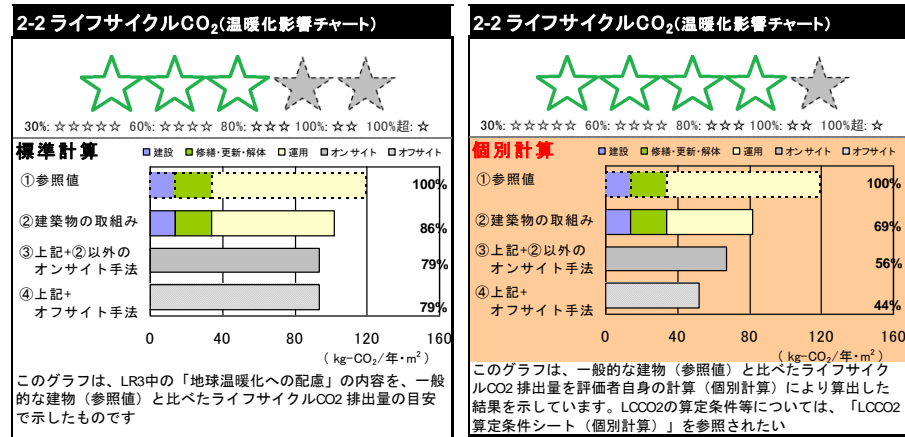 2-2 ライフサイクルCO2(温暖化影響チャート)
30%: ☆☆☆☆☆ 60%: ☆☆☆☆ 80%: ☆☆☆ 100%: ☆☆ 100%超: ☆
標準計算
建設 修繕・更新・解体 運用 オンサイト オフサイト
①参照値
100%
②建築物の取組み
86%
③上記+②以外の
オンサイト手法
79%
④上記+
オフサイト手法
79%
0 40 80 120 160
(kg-CO2/年・m2)
このグラフは、LR3中の「地球温暖化への配慮」の内容を、一般
的な建物(参照値)と比べたライフサイクルCO2 排出量の目安
で示したものです
2-2 ライフサイクルCO2(温暖化影響チャート)
30%: ☆☆☆☆☆ 60%: ☆☆☆☆ 80%: ☆☆☆ 100%: ☆☆ 100%超: ☆
個別計算
建設 修繕・更新・解体 運用 オンサイト オフサイト
①参照値
100%
②建築物の取組み
69%
③上記+②以外の
オンサイト手法
56%
④上記+
オフサイト手法
44%
0 40 80 120 160
(kg-CO2/年・m2)
このグラフは、一般的な建物(参照値)と比べたライフサイク
ルCO2 排出量を評価者自身の計算(個別計算)により算出した
結果を示しています。LCCO2の算定条件等については、「LCCO2
算定条件シート(個別計算)」を参照されたい